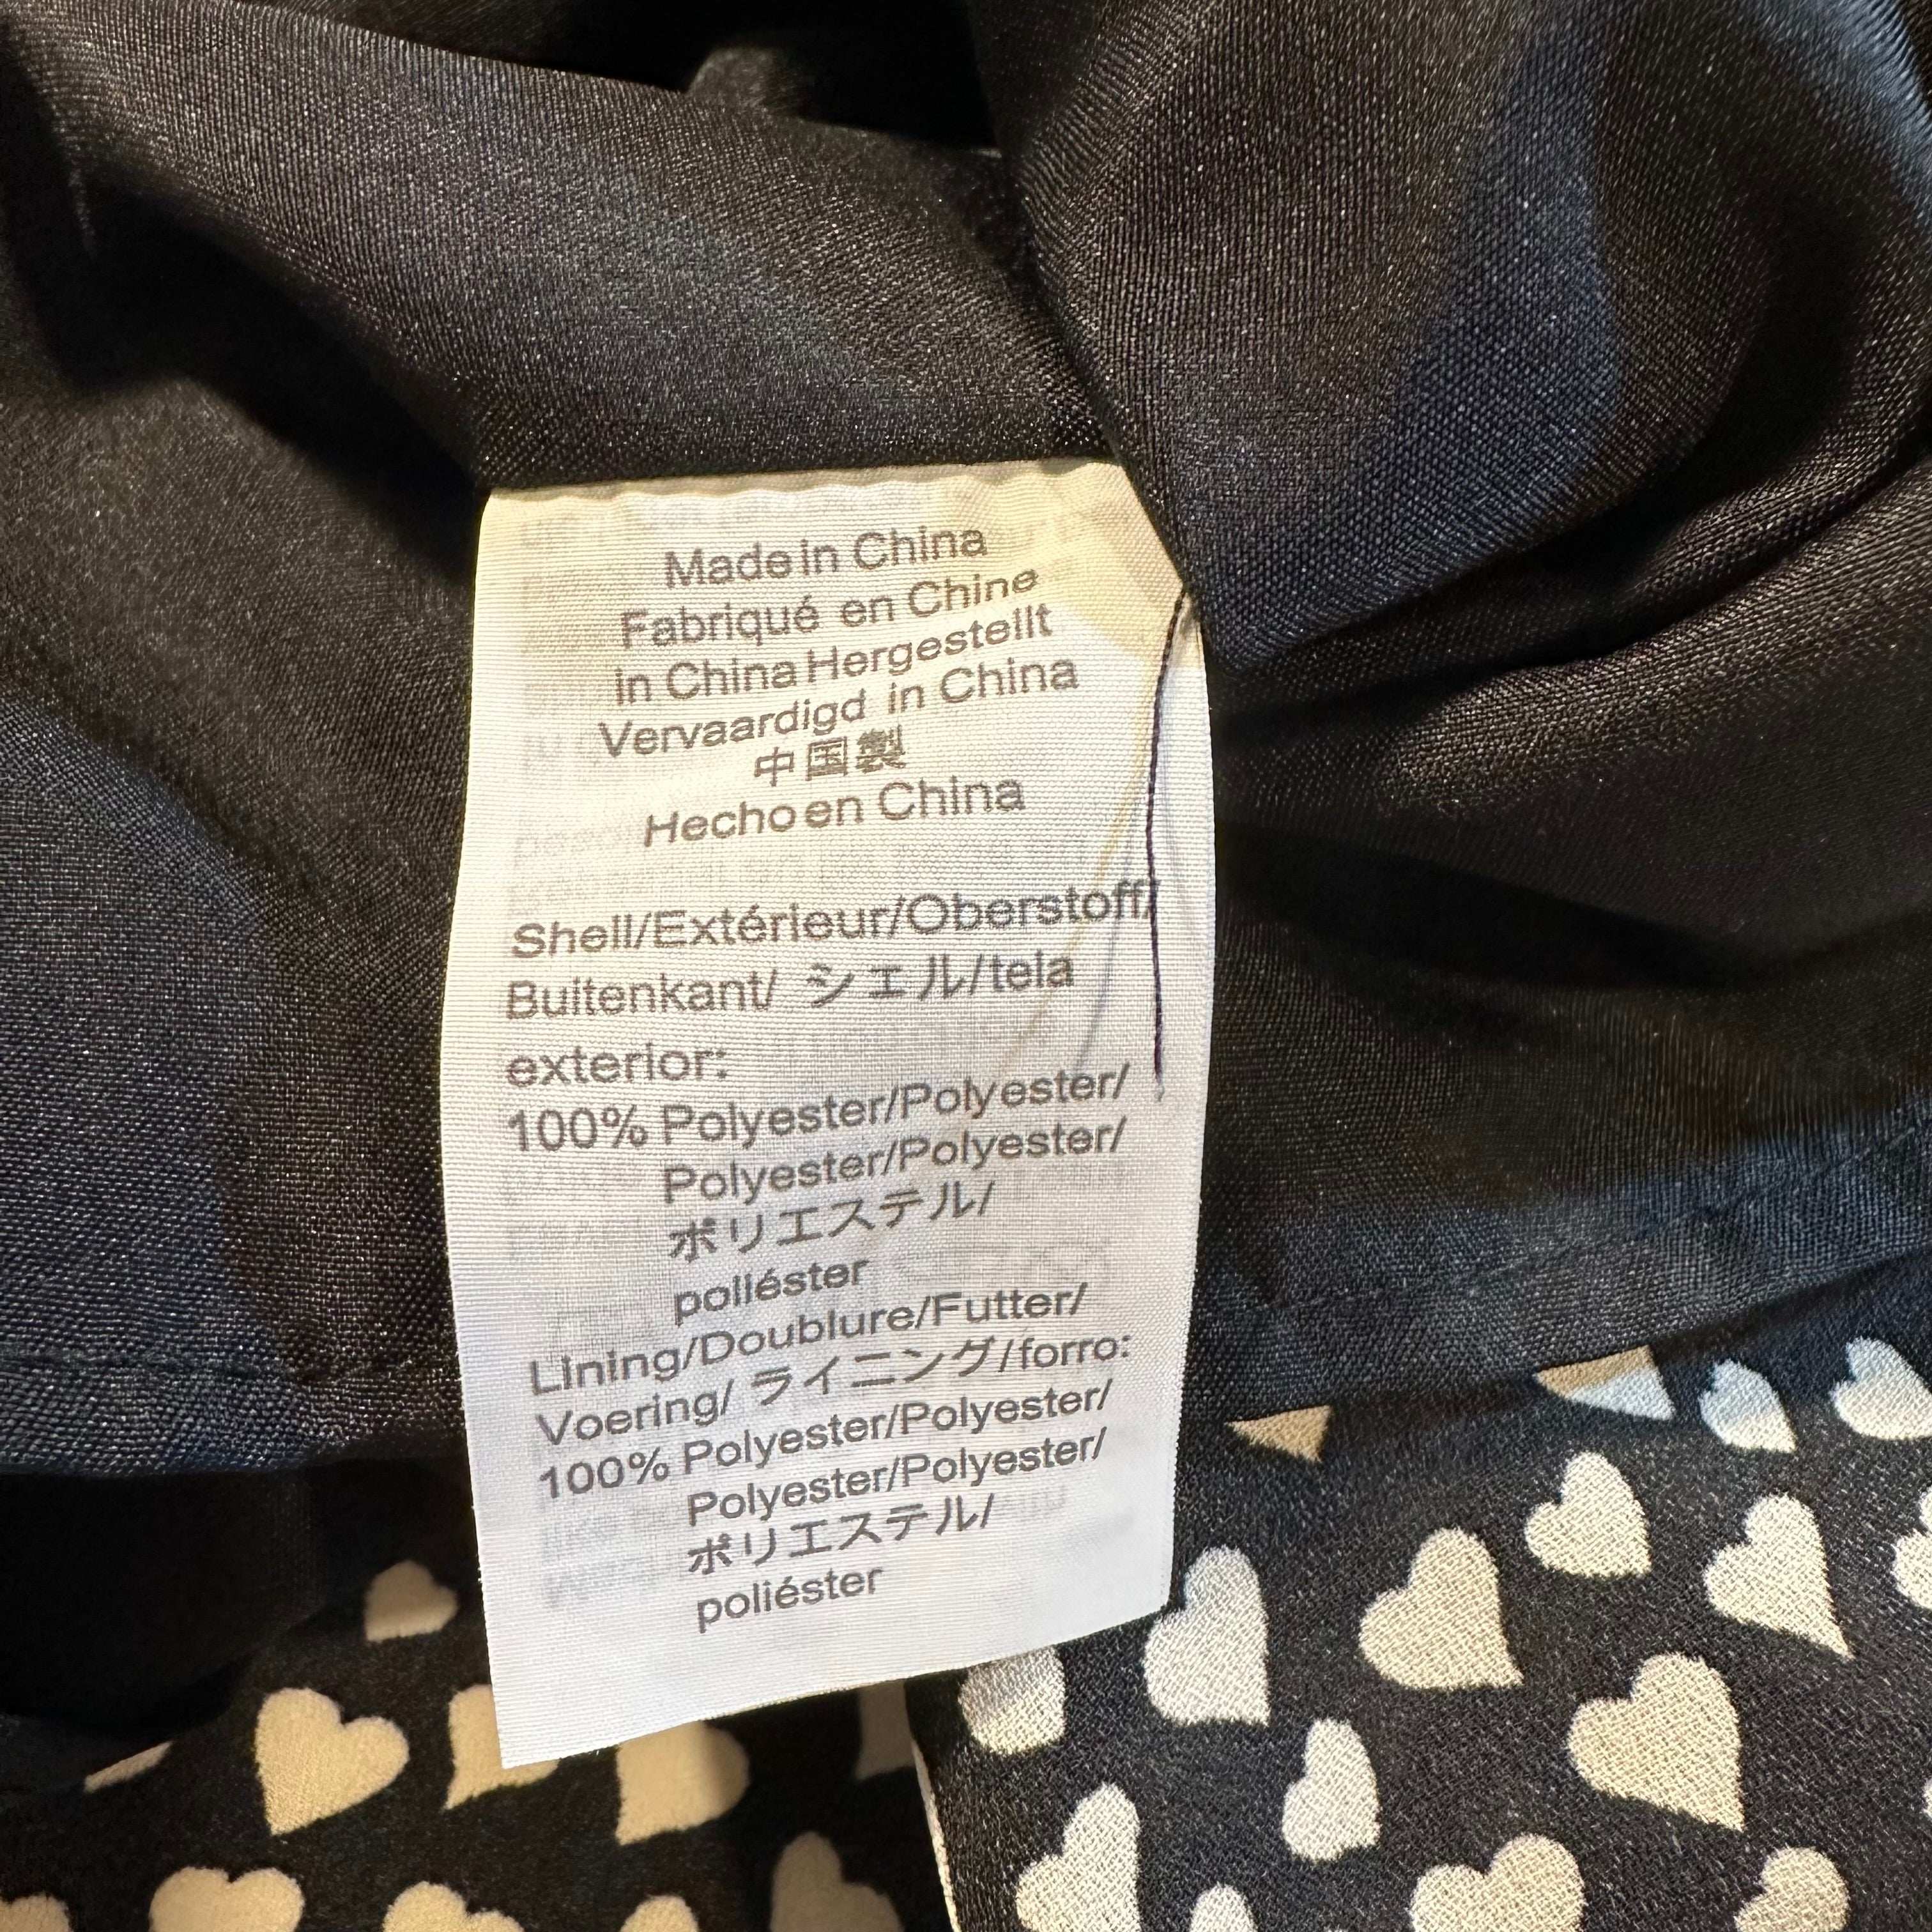 Made in China
Fabriqué en Chine
in China Hergestellt
Vervaardigd in China
中国製
Hecho en China
Shell/Extérieur/Oberstoff/
Buitenkant/ シェル/tela
exterior:
100% Polyester/Polyester/
Polyester/Polyester/
ポリエステル/
poliéster
Lining/Doublure/Futter/
Voering/ ライニング/forro:
100% Polyester/Polyester/
Polyester/Polyester/
ポリエステル/
poliéster